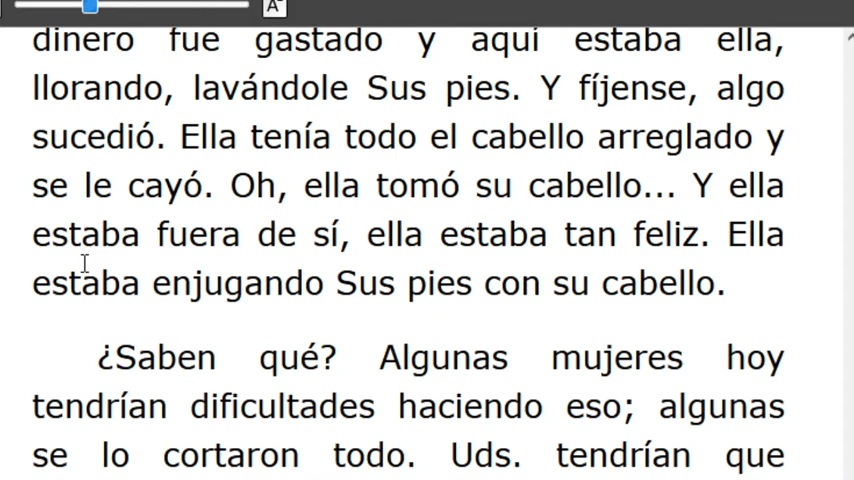 A
dinero fue gastado y aquí estaba ella,
llorando, lavándole Sus pies. Y fíjense, algo
sucedió. Ella tenía todo el cabello arreglado y
se le cayó. Oh, ella tomó su cabello... Y ella
estaba fuera de sí, ella estaba tan feliz. Ella
estaba enjugando Sus pies con su cabello.
¿Saben qué? Algunas mujeres hoy
tendrían dificultades haciendo eso; algunas
se lo cortaron todo. Uds. tendrían que